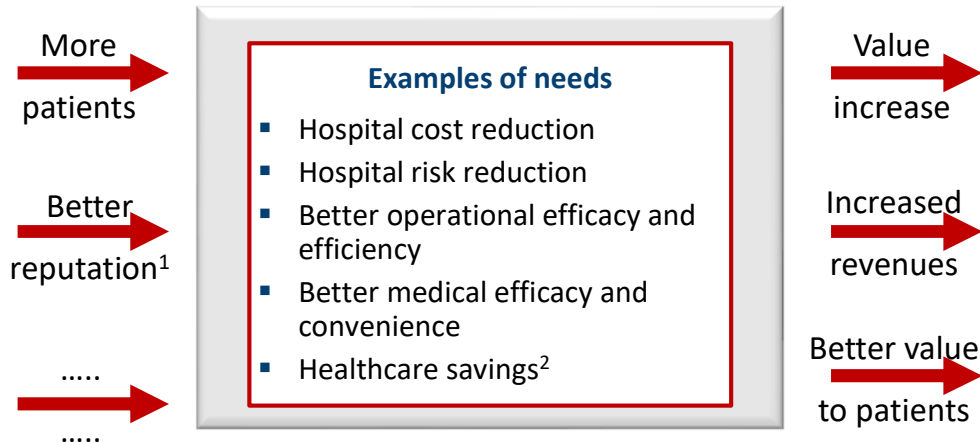 More
patients
Better
reputation¹
…..
…..
Examples of needs
▪ Hospital cost reduction
▪ Hospital risk reduction
▪ Better operational efficacy and
efficiency
▪ Better medical efficacy and
convenience
▪ Healthcare savings²
Value
increase
Increased
revenues
Better value
to patients